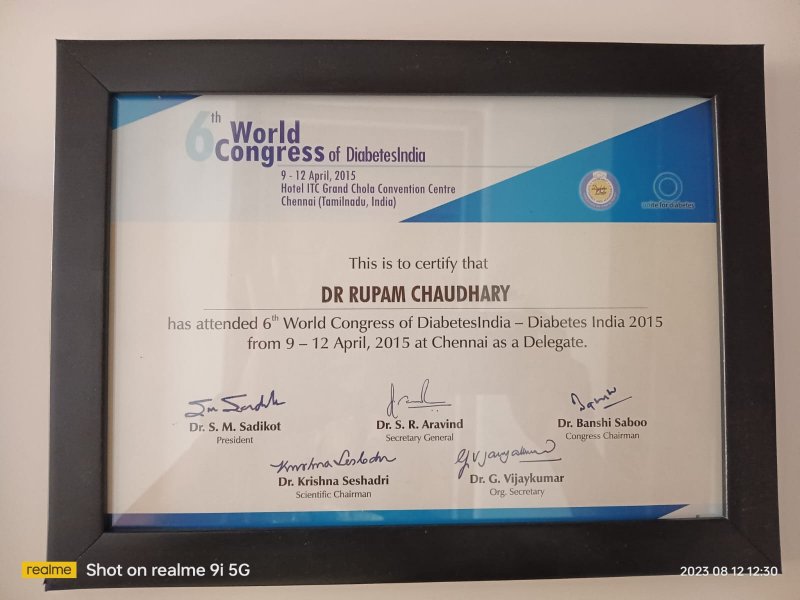 6th World
Congress of DiabetesIndia
9 - 12 April, 2015
Hotel ITC Grand Chola Convention Centre
Chennai (Tamilnadu, India)
unite for diabetes
This is to certify that
DR RUPAM CHAUDHARY
has attended 6th World Congress of DiabetesIndia – Diabetes India 2015
from 9 – 12 April, 2015 at Chennai as a Delegate.
Dr. S. M. Sadikot
President
Dr. S. R. Aravind
Secretary General
Dr. Banshi Saboo
Congress Chairman
Dr. Krishna Seshadri
Scientific Chairman
Dr. G. Vijaykumar
Org. Secretary
realme Shot on realme 9i 5G
2023 08 12 12:30